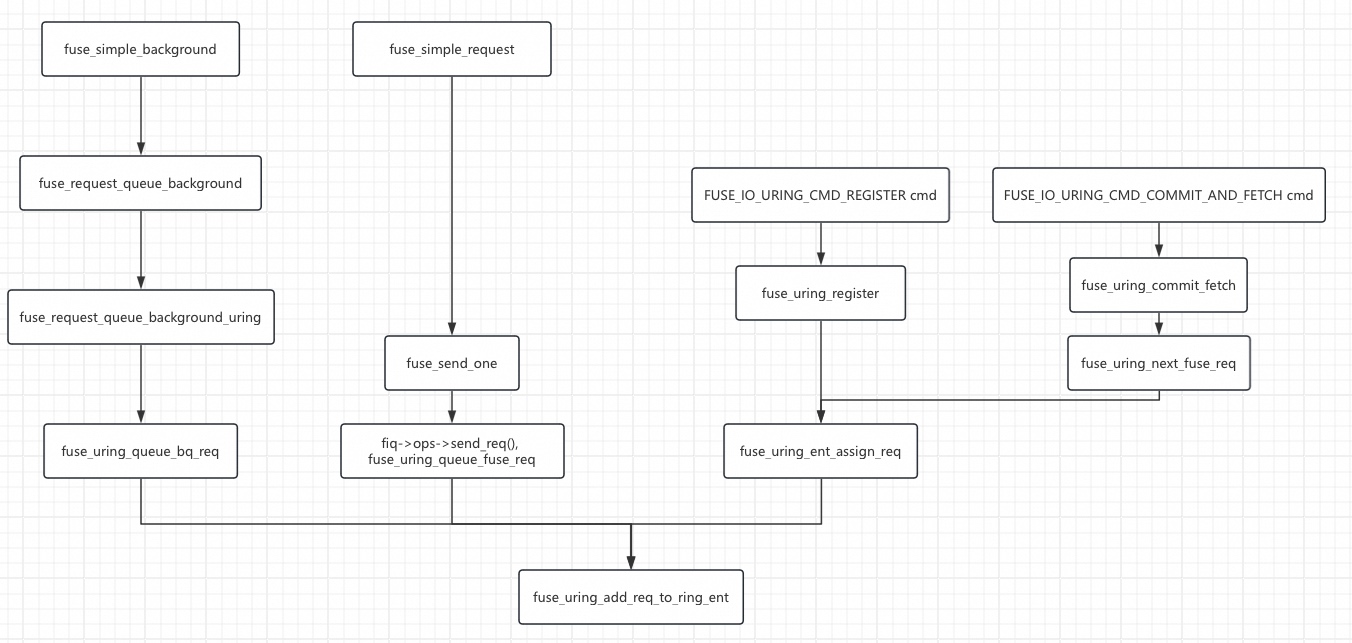 fuse_simple_background
fuse_simple_request
fuse_request_queue_background
FUSE_IO_URING_CMD_REGISTER cmd
FUSE_IO_URING_CMD_COMMIT_AND_FETCH cmd
fuse_uring_register
fuse_uring_commit_fetch
fuse_request_queue_background_uring
fuse_send_one
fuse_uring_next_fuse_req
fuse_uring_queue_bq_req
fiq->ops->send_req(),
fuse_uring_queue_fuse_req
fuse_uring_ent_assign_req
fuse_uring_add_req_to_ring_ent